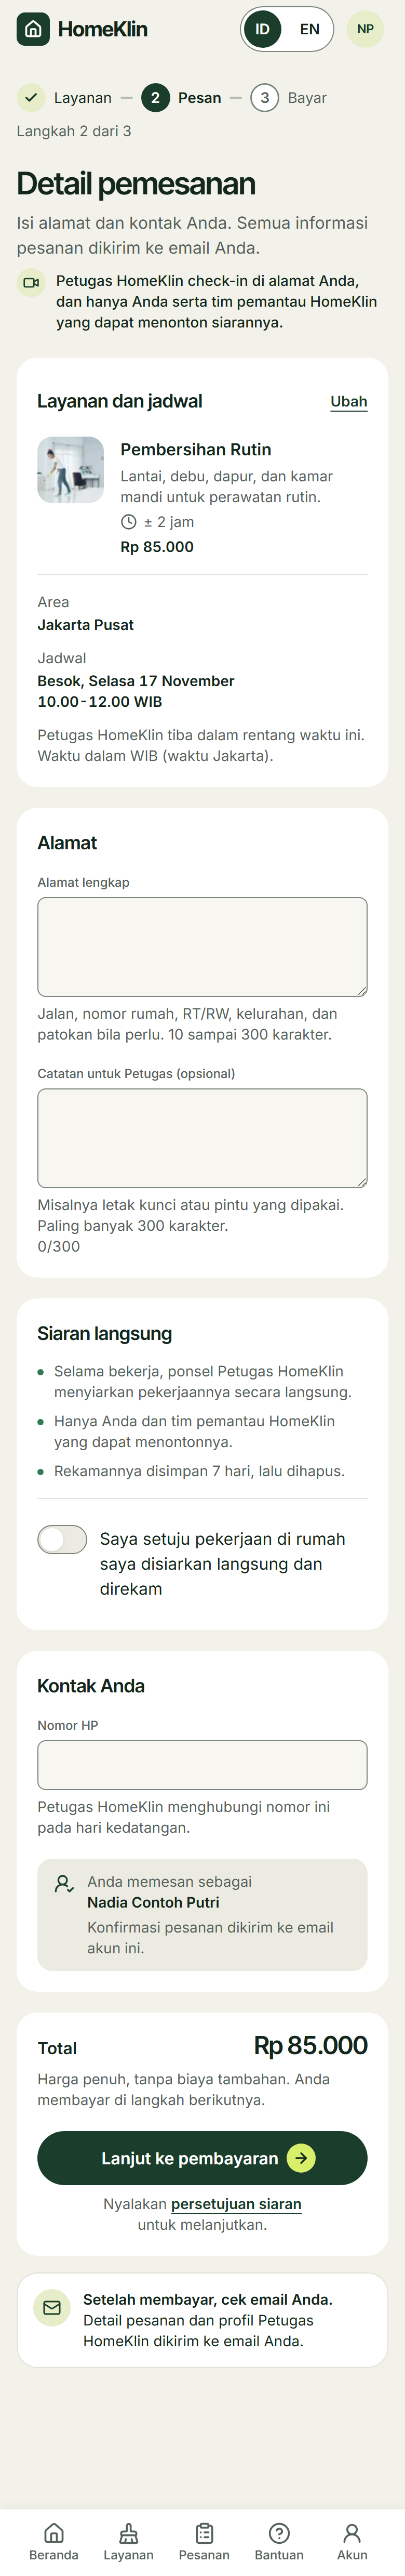 HomeKlin
ID EN NP
Layanan 2 Pesan 3 Bayar
Langkah 2 dari 3
Detail pemesanan
Isi alamat dan kontak Anda. Semua informasi
pesanan dikirim ke email Anda.
Petugas HomeKlin check-in di alamat Anda,
dan hanya Anda serta tim pemantau HomeKlin
yang dapat menonton siarannya.
Layanan dan jadwal Ubah
Pembersihan Rutin
Lantai, debu, dapur, dan kamar
mandi untuk perawatan rutin.
± 2 jam
Rp 85.000
Area
Jakarta Pusat
Jadwal
Besok, Selasa 17 November
10.00-12.00 WIB
Petugas HomeKlin tiba dalam rentang waktu ini.
Waktu dalam WIB (waktu Jakarta).
Alamat
Alamat lengkap
Jalan, nomor rumah, RT/RW, kelurahan, dan
patokan bila perlu. 10 sampai 300 karakter.
Catatan untuk Petugas (opsional)
Misalnya letak kunci atau pintu yang dipakai.
Paling banyak 300 karakter.
0/300
Siaran langsung
Selama bekerja, ponsel Petugas HomeKlin
menyiarkan pekerjaannya secara langsung.
Hanya Anda dan tim pemantau HomeKlin
yang dapat menontonnya.
Rekamannya disimpan 7 hari, lalu dihapus.
Saya setuju pekerjaan di rumah
saya disiarkan langsung dan
direkam
Kontak Anda
Nomor HP
Petugas HomeKlin menghubungi nomor ini
pada hari kedatangan.
Anda memesan sebagai
Nadia Contoh Putri
Konfirmasi pesanan dikirim ke email
akun ini.
Total Rp 85.000
Harga penuh, tanpa biaya tambahan. Anda
membayar di langkah berikutnya.
Lanjut ke pembayaran
Nyalakan persetujuan siaran
untuk melanjutkan.
Setelah membayar, cek email Anda.
Detail pesanan dan profil Petugas
HomeKlin dikirim ke email Anda.
Beranda Layanan Pesanan Bantuan Akun